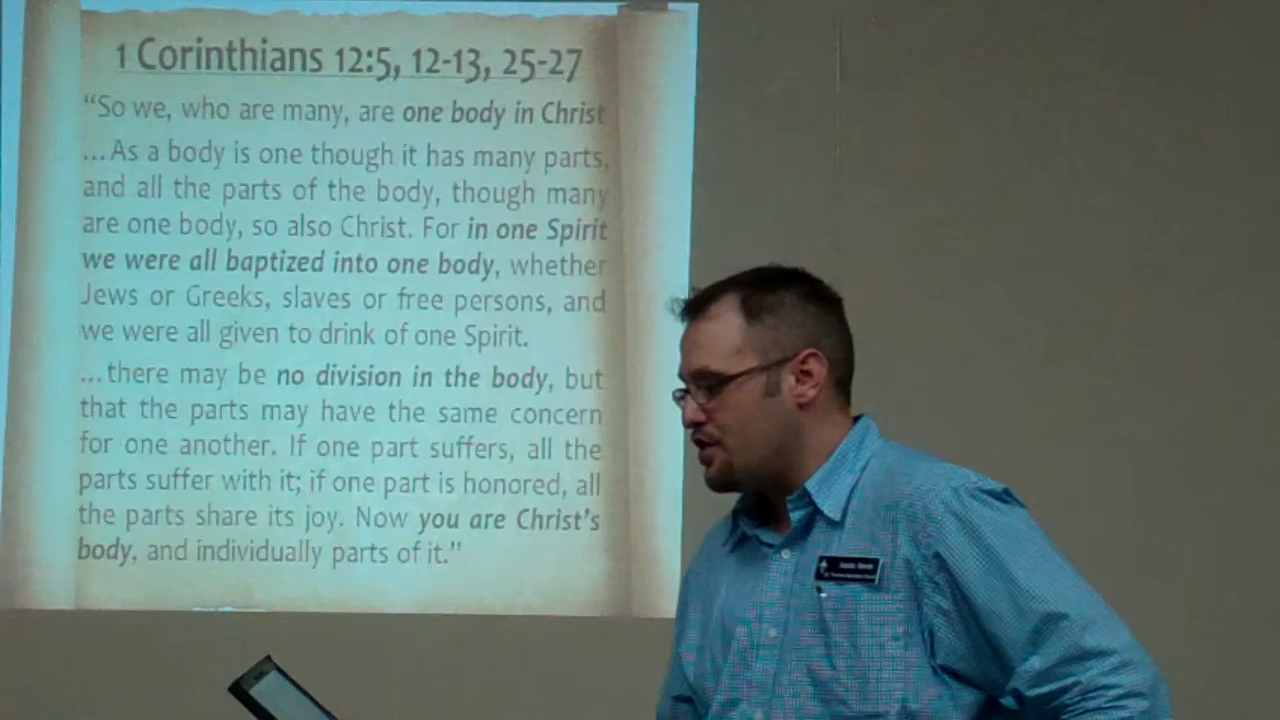 1 Corinthians 12:5, 12-13, 25-27
“So we, who are many, are one body in Christ
...As a body is one though it has many parts,
and all the parts of the body, though many
are one body, so also Christ. For in one Spirit
we were all baptized into one body, whether
Jews or Greeks, slaves or free persons, and
we were all given to drink of one Spirit.
...there may be no division in the body, but
that the parts may have the same concern
for one another. If one part suffers, all the
parts suffer with it; if one part is honored, all
the parts share its joy. Now you are Christ’s
body, and individually parts of it.”